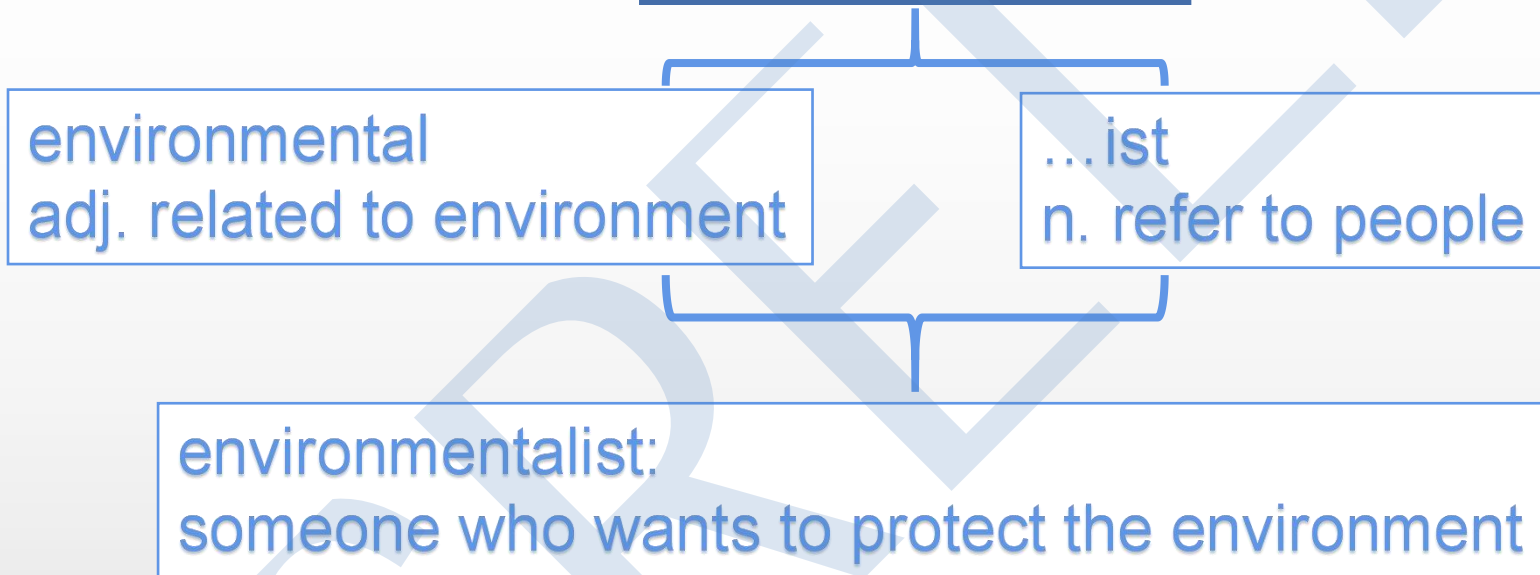 environmental
adj. related to environment
…ist
n. refer to people
environmentalist:
someone who wants to protect the environment